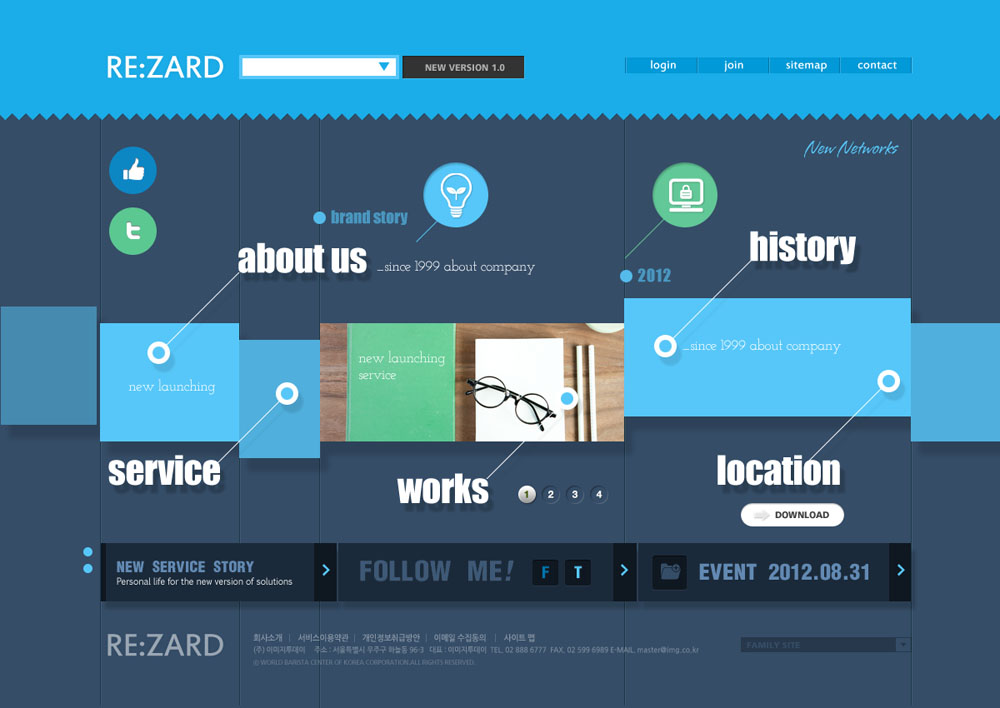 RE:ZARD
NEW VERSION 1.0
login
join
sitemap
contact
New Networks
brand story
about us
_since 1999 about company
history
2012
_since 1999 about company
new launching
new launching
service
service
works
1 2 3 4
location
DOWNLOAD
NEW SERVICE STORY
Personal life for the new version of solutions
FOLLOW ME!
F T
EVENT 2012.08.31
RE:ZARD
회사소개 | 서비스이용약관 | 개인정보취급방안 | 이메일 수집동의 | 사이트 맵
(주) 이미지투데이 주소 : 서울특별시 우주구 하늘동 96-3 대표 : 이미지투데이 TEL. 02 888 6777 FAX. 02 599 6989 E-MAIL. master@img.co.kr
© WORLD BARISTA CENTER OF KOREA CORPORATION.ALL RIGHTS RESERVED.
FAMILY SITE